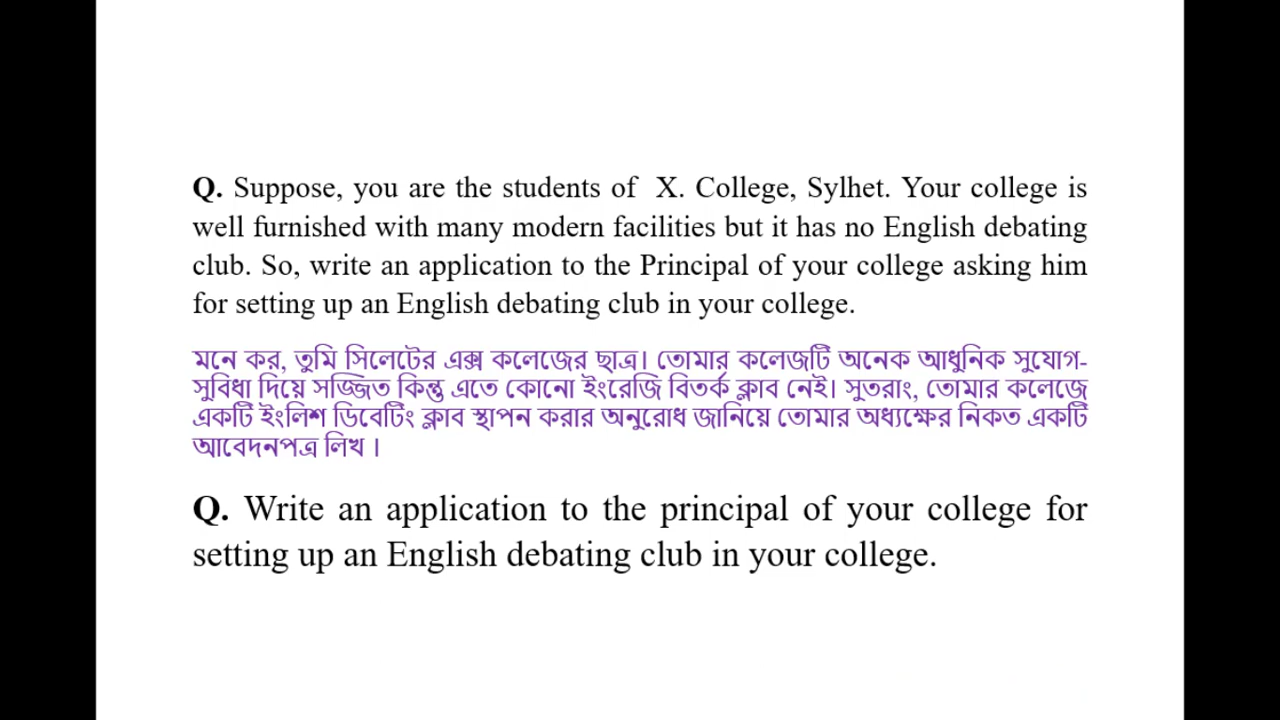 Q. Suppose, you are the students of X. College, Sylhet. Your college is
well furnished with many modern facilities but it has no English debating
club. So, write an application to the Principal of your college asking him
for setting up an English debating club in your college.
মনে কর, তুমি সিলেটের এক্স কলেজের ছাত্র। তোমার কলেজটি অনেক আধুনিক সুযোগ-
সুবিধা দিয়ে সজ্জিত কিন্তু এতে কোনো ইংরেজি বিতর্ক ক্লাব নেই। সুতরাং, তোমার কলেজে
একটি ইংলিশ ডিবেটিং ক্লাব স্থাপন করার অনুরোধ জানিয়ে তোমার অধ্যক্ষের নিকত একটি
আবেদনপত্র লিখ ।
Q. Write an application to the principal of your college for
setting up an English debating club in your college.